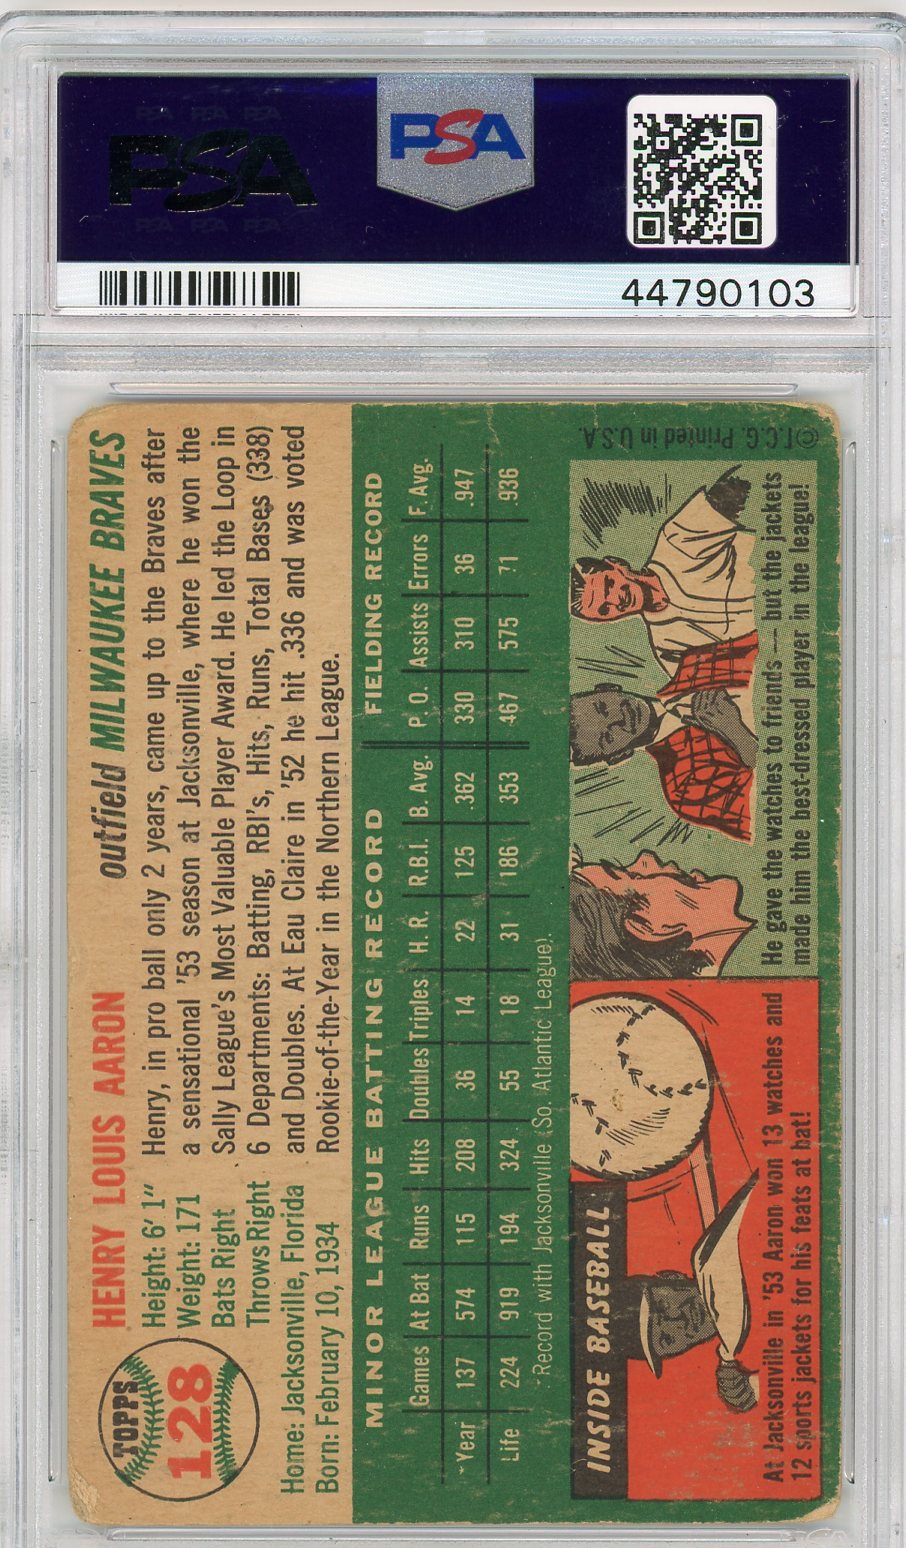 PSA
PSA
44790103
TOPPS
128
HENRY LOUIS AARON outfield MILWAUKEE BRAVES
Height: 6' 1"
Weight: 171
Bats Right
Throws Right
Home: Jacksonville, Florida
Born: February 10, 1934
Henry, in pro ball only 2 years, came up to the Braves after
a sensational '53 season at Jacksonville, where he won the
Sally League's Most Valuable Player Award. He led the Loop in
6 Departments: Batting, RBI's, Hits, Runs, Total Bases (338)
and Doubles. At Eau Claire in '52 he hit .336 and was voted
Rookie-of-the-Year in the Northern League.
MINOR LEAGUE BATTING RECORD FIELDING RECORD
Games At Bat Runs Hits Doubles Triples H. R. R.B.I. B. Avg. P. O. Assists Errors F. Avg.
Year 137 574 115 208 36 14 22 125 .362 330 310 36 .947
Life 224 919 194 324 55 18 31 186 .353 467 575 71 .936
Record with Jacksonville (So. Atlantic League).
INSIDE BASEBALL
At Jacksonville in '53 Aaron won 13 watches and
12 sports jackets for his feats at bat!
He gave the watches to friends — but the jackets
made him the best-dressed player in the league!
©T.C.G. Printed in U.S.A.